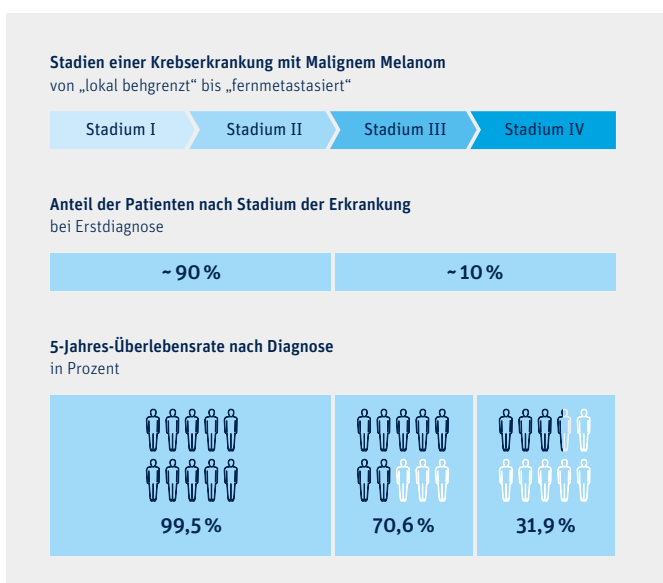 Stadien einer Krebserkrankung mit Malignem Melanom
von „lokal behgrenzt“ bis „fernmetastasiert“
Stadium I Stadium II Stadium III Stadium IV
Anteil der Patienten nach Stadium der Erkrankung
bei Erstdiagnose
~ 90 % ~ 10 %
5-Jahres-Überlebensrate nach Diagnose
in Prozent
99,5 % 70,6 % 31,9 %